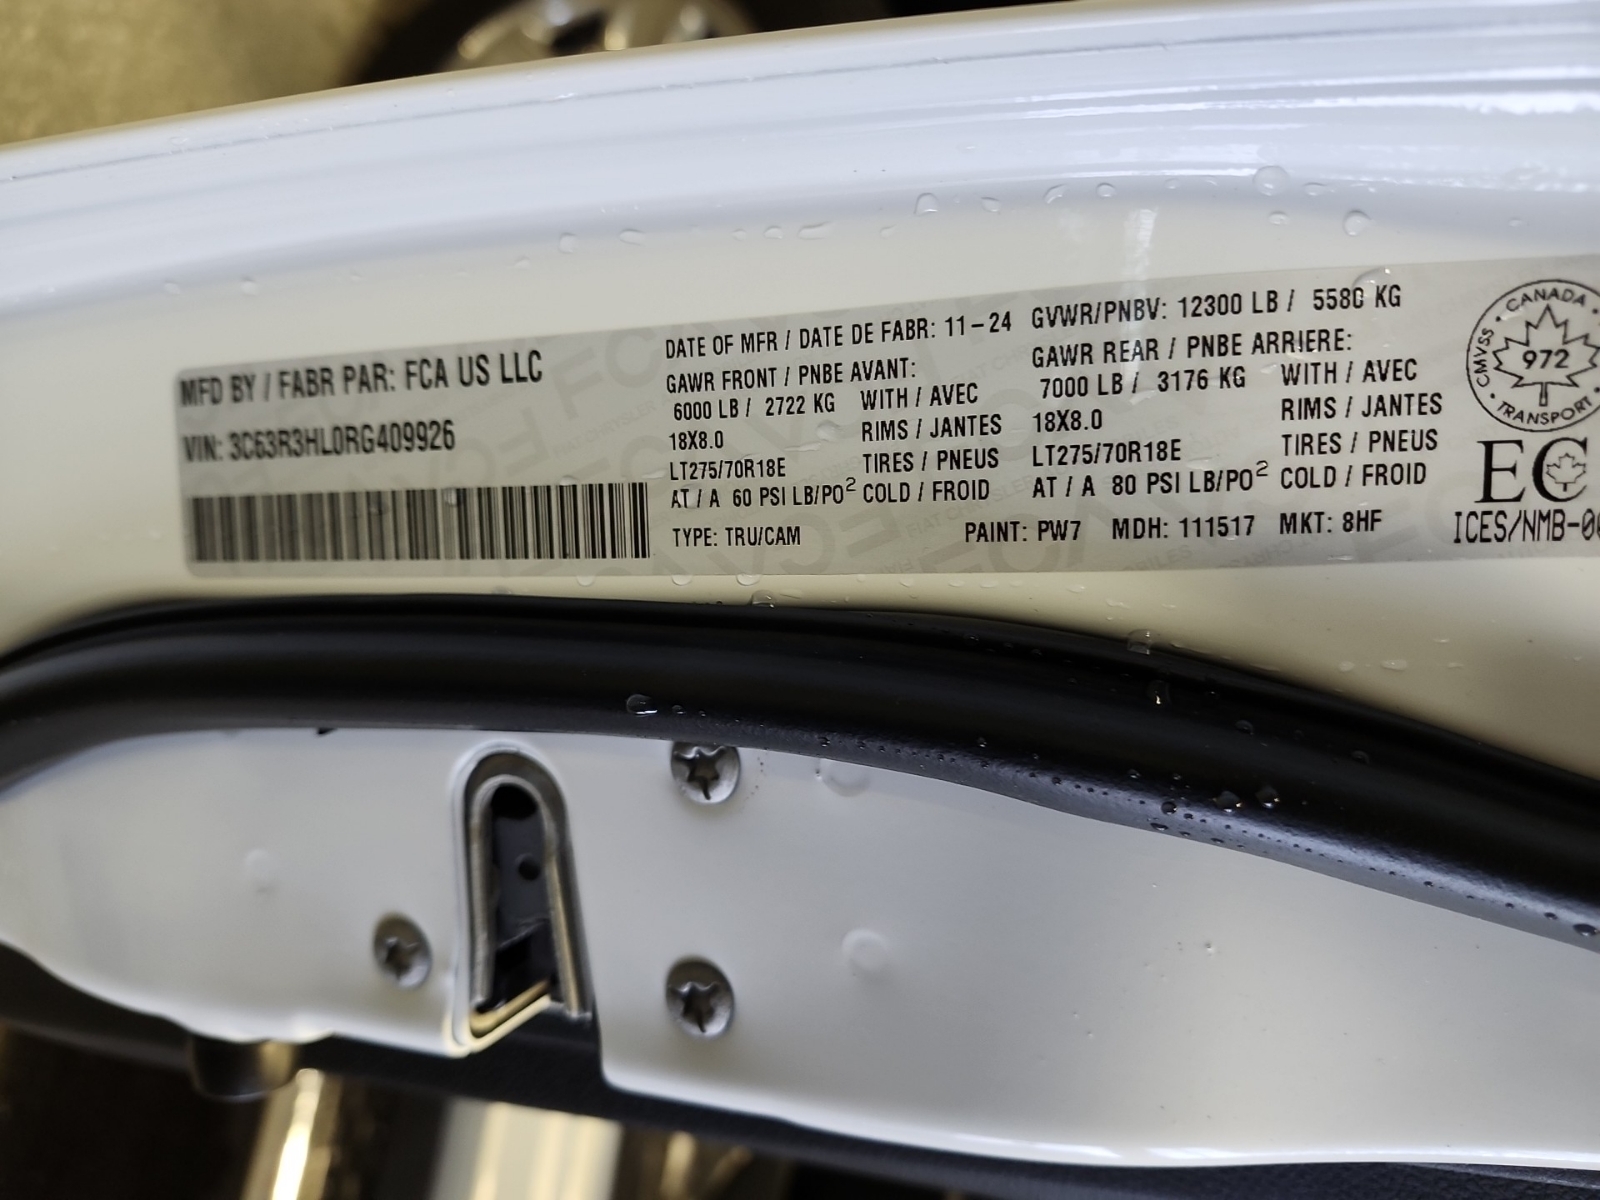 MFD BY / FABR PAR: FCA US LLC
VIN: 3C63R3HL0RG409926
DATE OF MFR / DATE DE FABR: 11-24
GAWR FRONT / PNBE AVANT:
6000 LB / 2722 KG WITH / AVEC
18X8.0 RIMS / JANTES
LT275/70R18E TIRES / PNEUS
AT / A 60 PSI LB/PO² COLD / FROID
TYPE: TRU/CAM
GVWR/PNBV: 12300 LB / 5580 KG
GAWR REAR / PNBE ARRIERE:
7000 LB / 3176 KG WITH / AVEC
18X8.0 RIMS / JANTES
LT275/70R18E TIRES / PNEUS
AT / A 80 PSI LB/PO² COLD / FROID
PAINT: PW7 MDH: 111517 MKT: 8HF
CANADA
CMVSS
972
TRANSPORT
EC
ICES/NMB-00